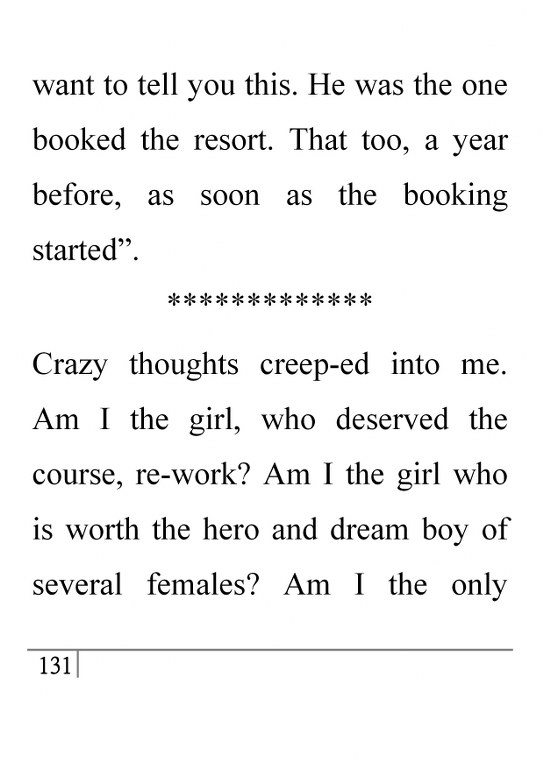 want to tell you this. He was the one
booked the resort. That too, a year
before, as soon as the booking
started”.
*************
Crazy thoughts creep-ed into me.
Am I the girl, who deserved the
course, re-work? Am I the girl who
is worth the hero and dream boy of
several females? Am I the only
131